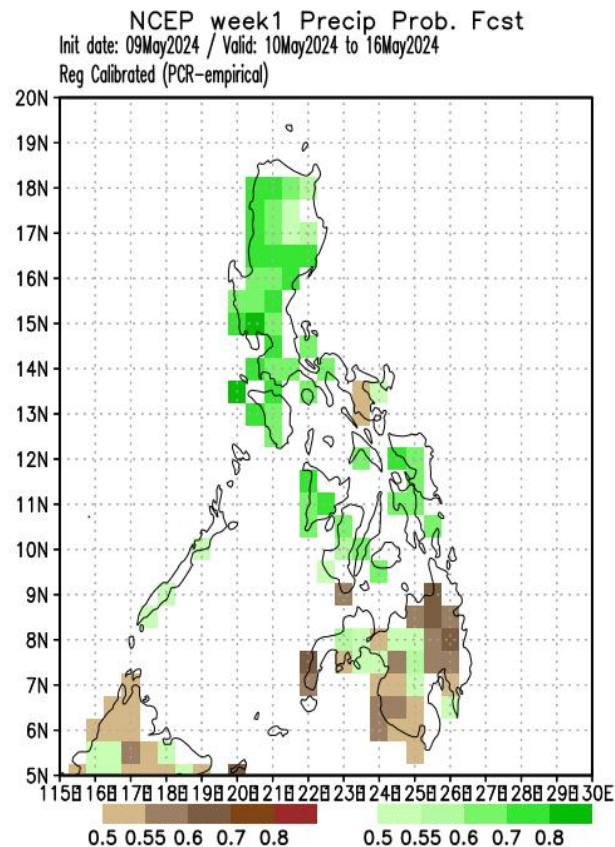 NCEP week1 Precip Prob. Fcst
Init date: 09May2024 / Valid: 10May2024 to 16May2024
Reg Calibrated (PCR-empirical)
20N
19N
18N
17N
16N
15N
14N
13N
12N
11N
10N
9N
8N
7N
6N
5N
115E 116E 117E 118E 119E 120E 121E 122E 123E 124E 125E 126E 127E 128E 129E 130E
0.5 0.55 0.6 0.7 0.8 0.5 0.55 0.6 0.7 0.8